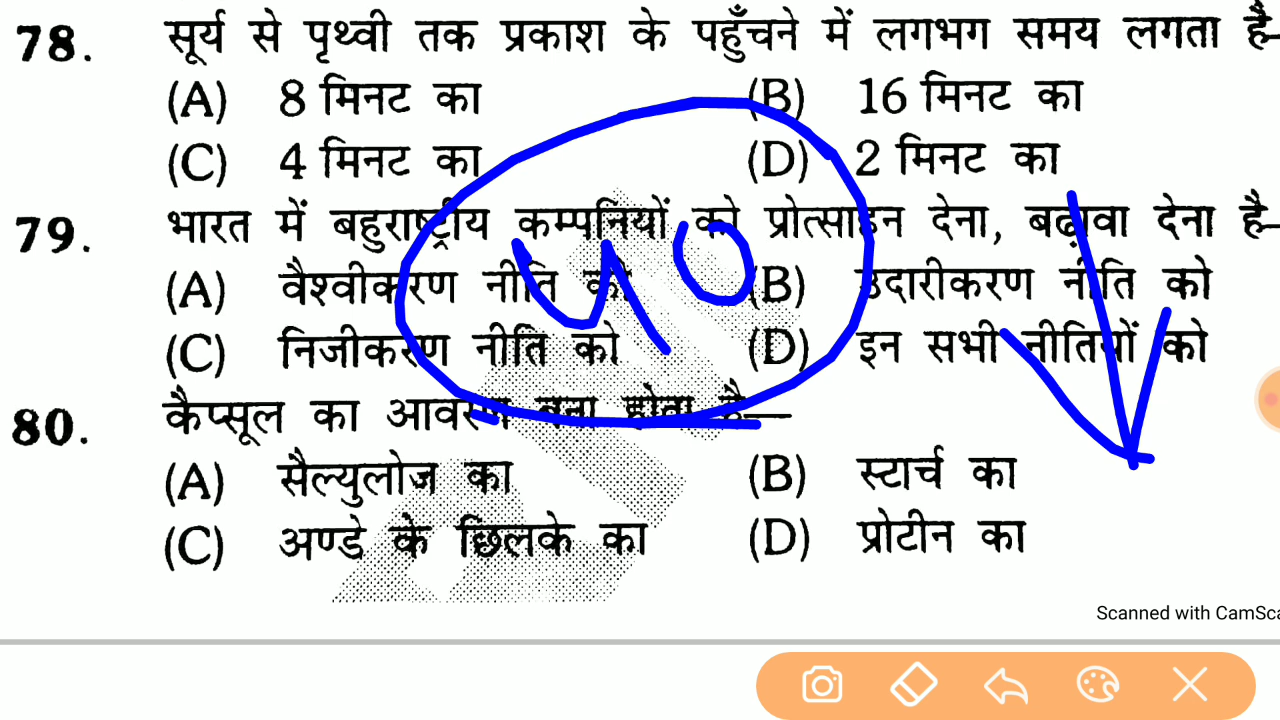 78. सूर्य से पृथ्वी तक प्रकाश के पहुँचने में लगभग समय लगता है—
(A) 8 मिनट का (B) 16 मिनट का
(C) 4 मिनट का (D) 2 मिनट का
79. भारत में बहुराष्ट्रीय कम्पनियों को प्रोत्साहन देना, बढ़ावा देना है—
(A) वैश्वीकरण नीति को (B) उदारीकरण नीति को
(C) निजीकरण नीति को (D) इन सभी नीतियों को
80. कैप्सूल का आवरण बना होता है—
(A) सैल्युलोज का (B) स्टार्च का
(C) अण्डे के छिलके का (D) प्रोटीन का
Scanned with CamSca